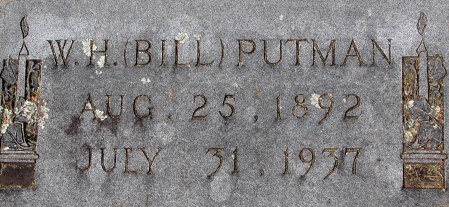 W. H. (BILL) PUTMAN
AUG. 25, 1892
JULY 31, 1937